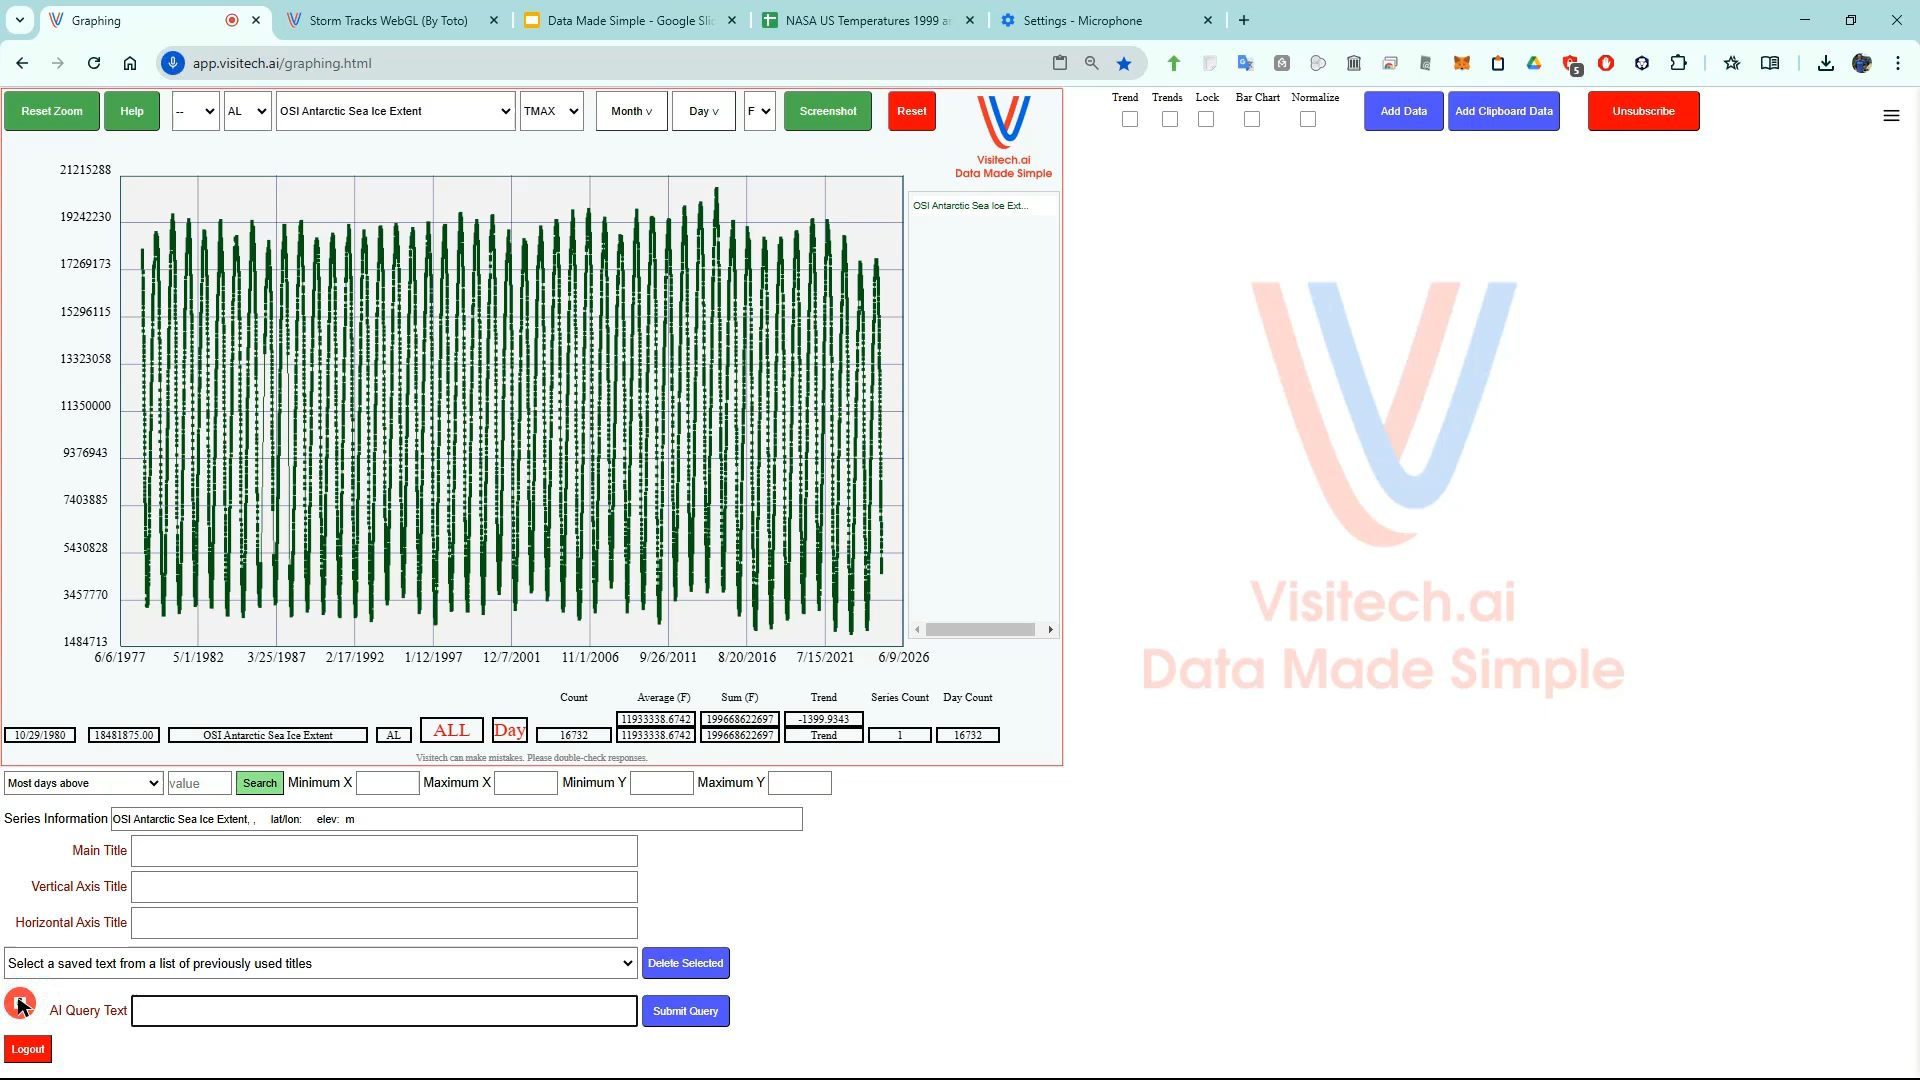 Graphing
Storm Tracks WebGL (By Toto)
Data Made Simple - Google Slid
NASA US Temperatures 1999 a
Settings - Microphone
app.visitech.ai/graphing.html
5
Reset Zoom
Help
--
AL
OSI Antarctic Sea Ice Extent
TMAX
Month v
Day v
F
Screenshot
Reset
Visitech.ai
Data Made Simple
Trend
Trends
Lock
Bar Chart
Normalize
Add Data
Add Clipboard Data
Unsubscribe
21215288
19242230
17269173
15296115
13323058
11350000
9376943
7403885
5430828
3457770
1484713
6/6/1977
5/1/1982
3/25/1987
2/17/1992
1/12/1997
12/7/2001
11/1/2006
9/26/2011
8/20/2016
7/15/2021
6/9/2026
OSI Antarctic Sea Ice Ext...
Visitech.ai
Data Made Simple
Count
Average (F)
Sum (F)
Trend
Series Count
Day Count
11933338.6742
199668622697
-1399.9343
10/29/1980
18481875.00
OSI Antarctic Sea Ice Extent
AL
ALL
Day
16732
11933338.6742
199668622697
Trend
1
16732
Visitech can make mistakes. Please double-check responses.
Most days above
value
Search
Minimum X
Maximum X
Minimum Y
Maximum Y
Series Information
OSI Antarctic Sea Ice Extent, , lat/lon: elev: m
Main Title
Vertical Axis Title
Horizontal Axis Title
Select a saved text from a list of previously used titles
Delete Selected
AI Query Text
Submit Query
Logout